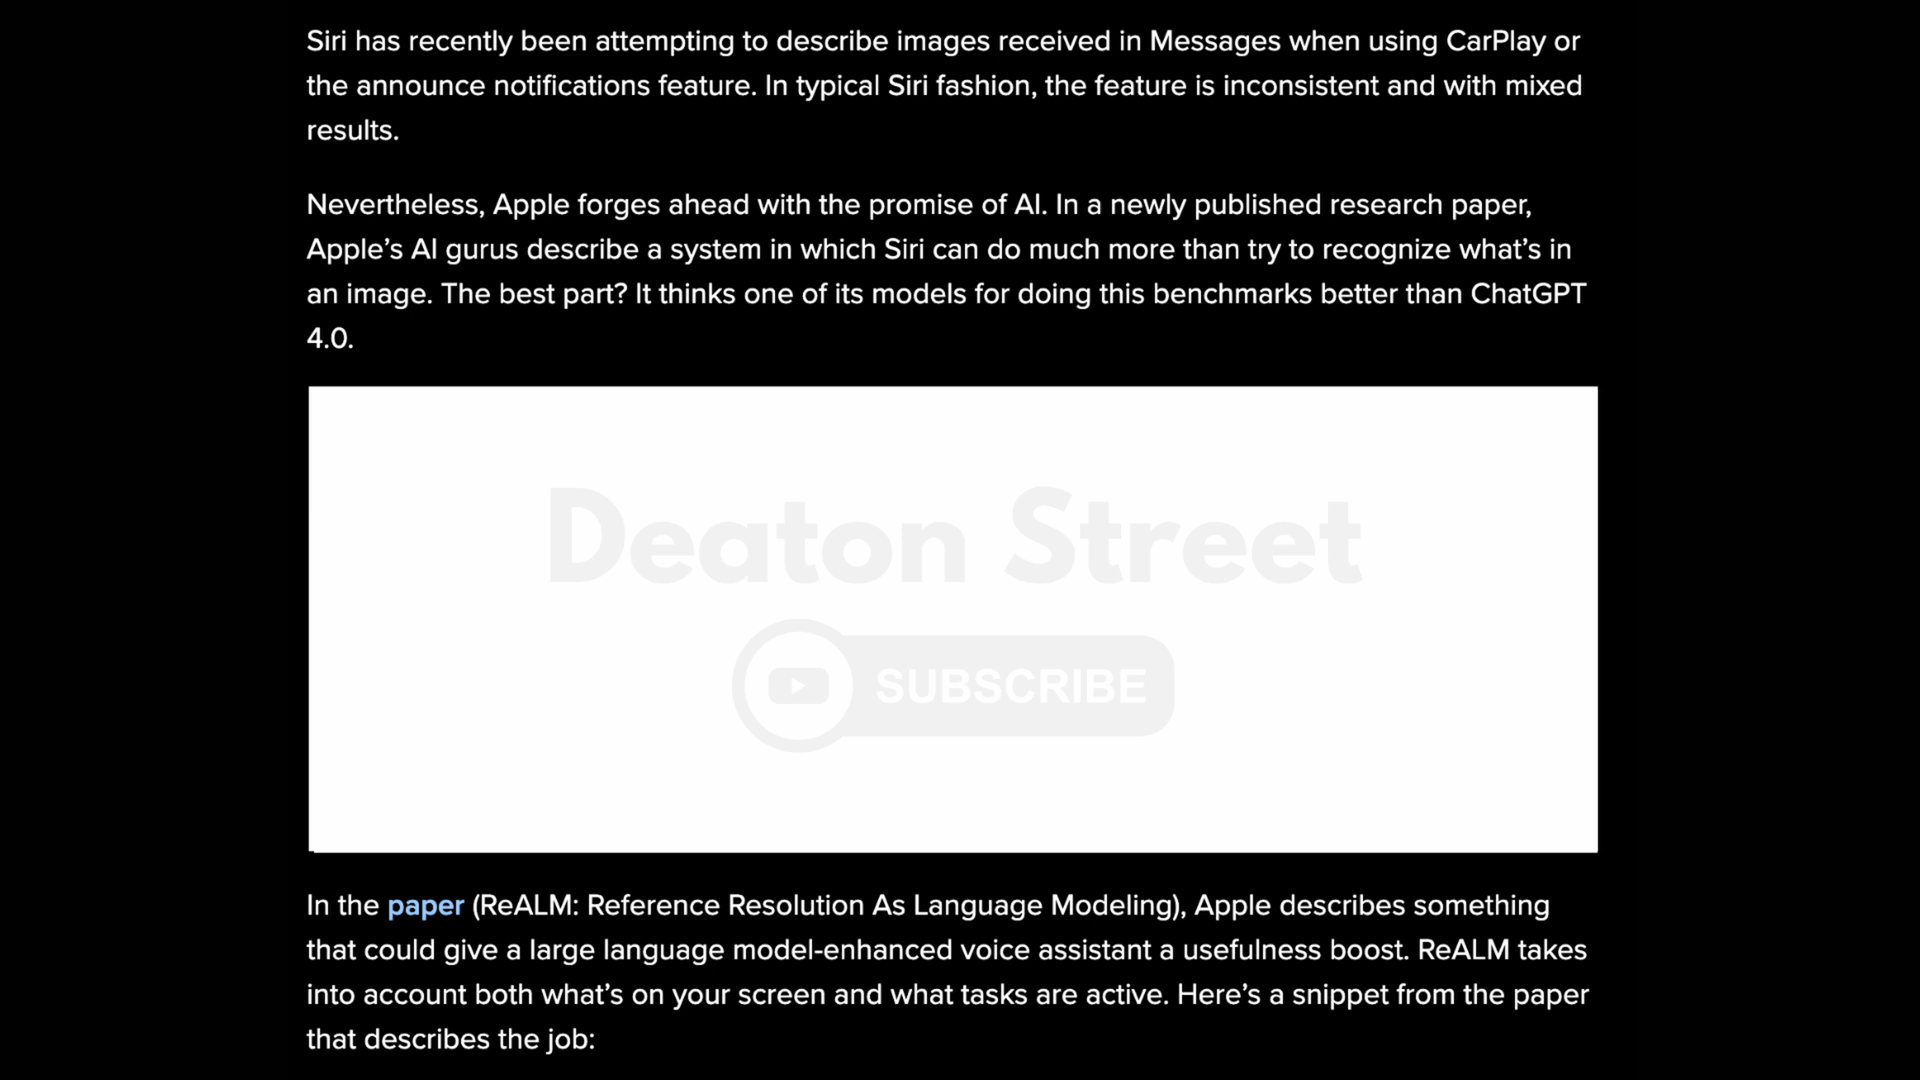 Siri has recently been attempting to describe images received in Messages when using CarPlay or
the announce notifications feature. In typical Siri fashion, the feature is inconsistent and with mixed
results.
Nevertheless, Apple forges ahead with the promise of AI. In a newly published research paper,
Apple’s AI gurus describe a system in which Siri can do much more than try to recognize what’s in
an image. The best part? It thinks one of its models for doing this benchmarks better than ChatGPT
4.0.
Deaton Street
SUBSCRIBE
In the paper (ReALM: Reference Resolution As Language Modeling), Apple describes something
that could give a large language model-enhanced voice assistant a usefulness boost. ReALM takes
into account both what’s on your screen and what tasks are active. Here’s a snippet from the paper
that describes the job: